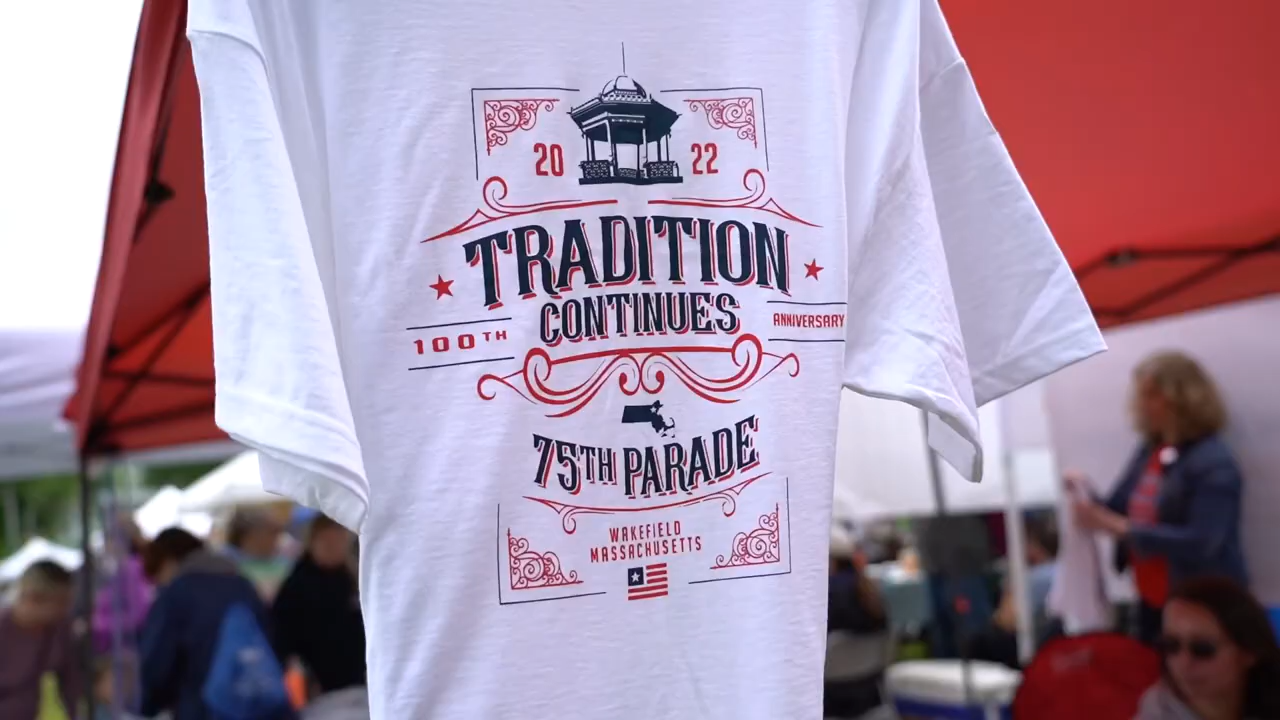 20 22
TRADITION
CONTINUES
100TH ANNIVERSARY
75TH PARADE
WAKEFIELD
MASSACHUSETTS